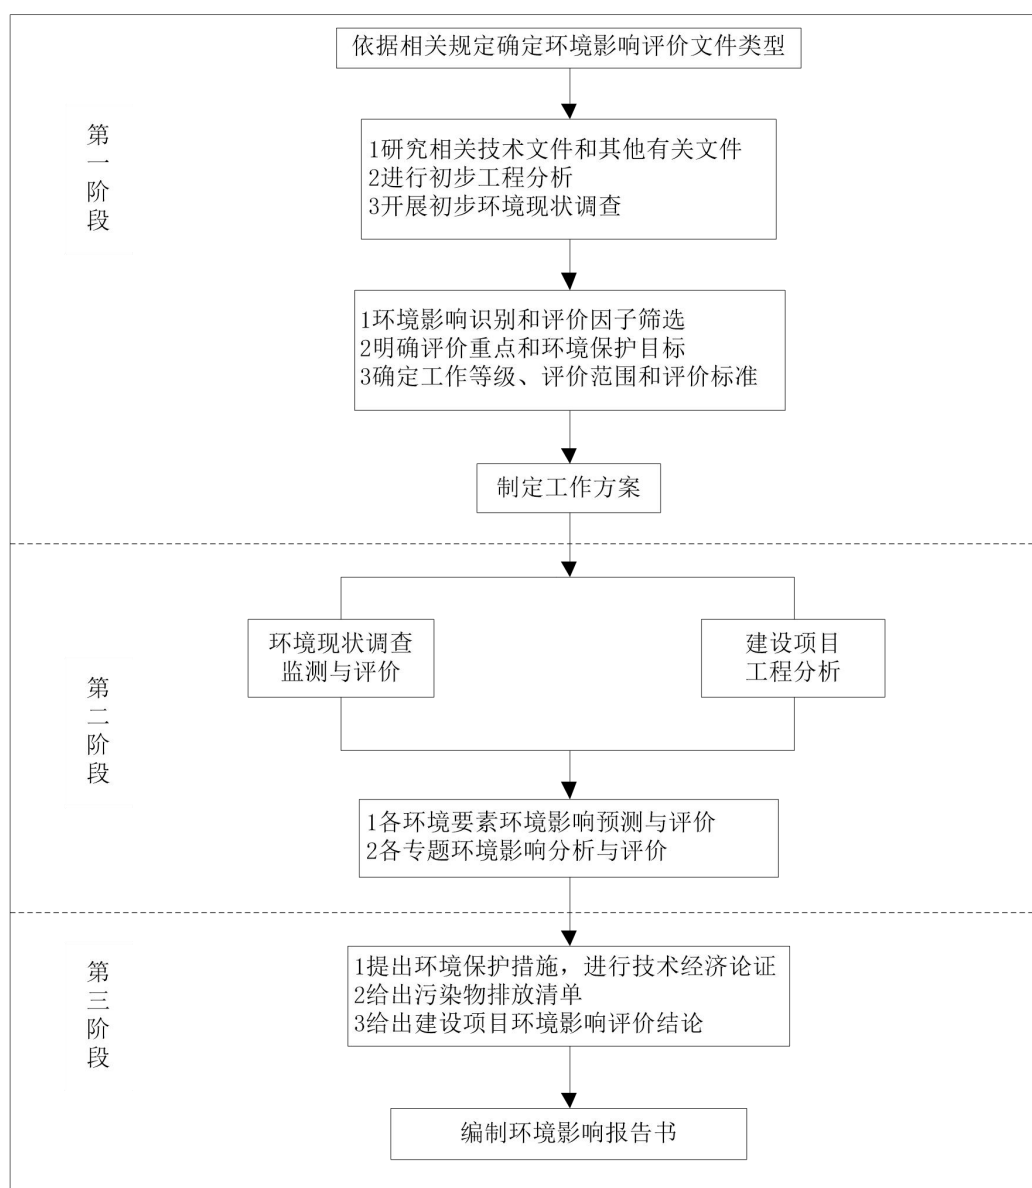 依据相关规定确定环境影响评价文件类型
第一阶段
1研究相关技术文件和其他有关文件
2进行初步工程分析
3开展初步环境现状调查
1环境影响识别和评价因子筛选
2明确评价重点和环境保护目标
3确定工作等级、评价范围和评价标准
制定工作方案
第二阶段
环境现状调查
监测与评价
建设项目
工程分析
1各环境要素环境影响预测与评价
2各专题环境影响分析与评价
第三阶段
1提出环境保护措施，进行技术经济论证
2给出污染物排放清单
3给出建设项目环境影响评价结论
编制环境影响报告书